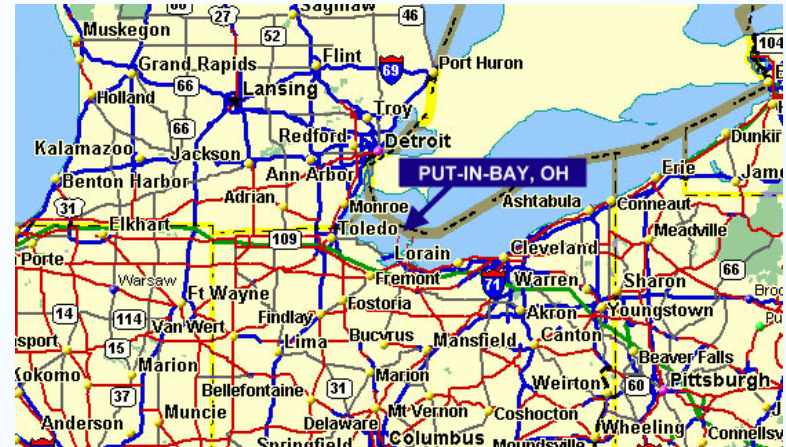 Saginaw
27
46
52
Muskegon
Flint
69
Port Huron
Grand Rapids
66
Lansing
Holland
66
Troy
104
Redford
Detroit
Kalamazoo
Jackson
Ann Arbor
PUT-IN-BAY, OH
Erie
Benton Harbor
Adrian
Monroe
Ashtabula
Conneaut
31
Elkhart
109
Toledo
Meadville
Porte
Lorain
Cleveland
66
Warsaw
Fremont
71
Warren
Sharon
Ft Wayne
Fostoria
14
114
Van Wert
Findlay
Akron
Youngstown
15
Lima
Bucyrus
Mansfield
Canton
Beaver Falls
Marion
Kokomo
Marion
Weirton
60
Pittsburgh
37
Bellefontaine
31
Muncie
Delaware
Mt Vernon
Coshocton
Wheeling
Anderson
Springfield
Columbus
Moundsville